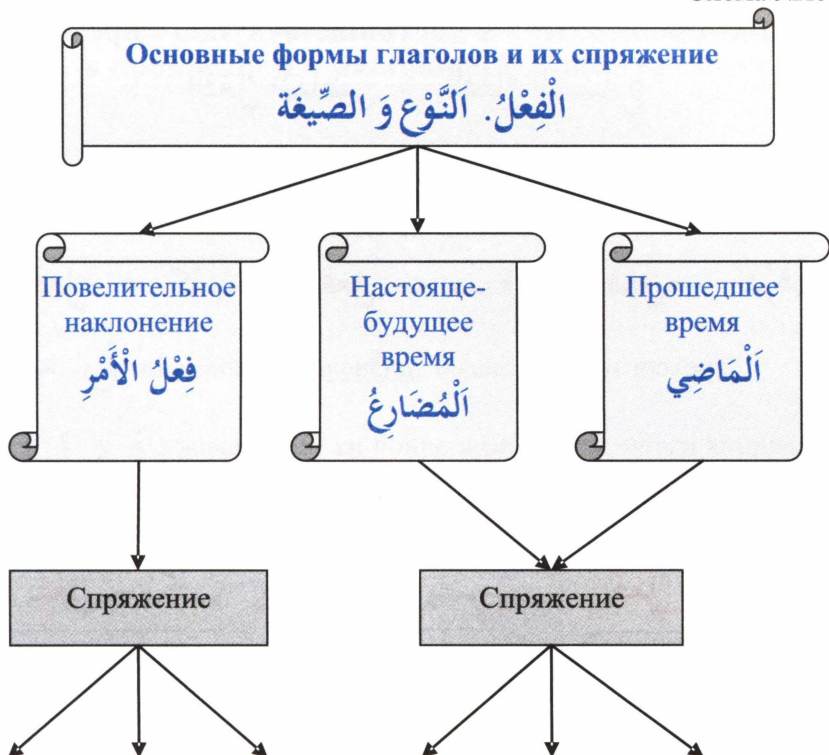 Основные формы глаголов и их спряжение
الْفِعْلُ. اَلنَّوْع وَ الصِّيغَة
Повелительное
наклонение
فِعْلُ الْأَمْرِ
Настояще-
будущее
время
اَلْمُضَارِعُ
Прошедшее
время
اَلْمَاضِي
Спряжение
Спряжение